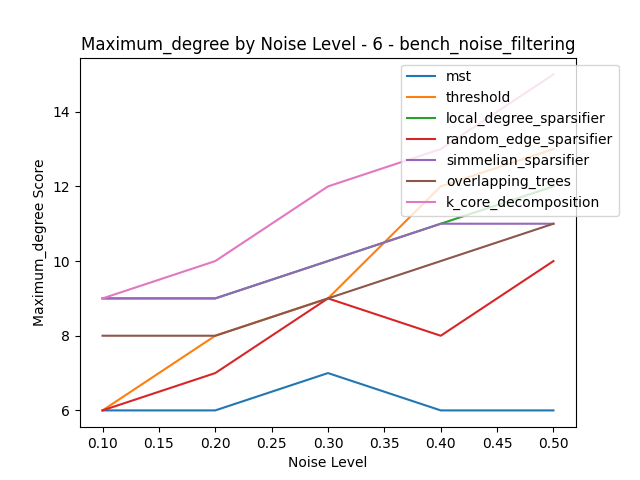 Maximum_degree by Noise Level - 6 - bench_noise_filtering
mst
threshold
local_degree_sparsifier
random_edge_sparsifier
simmelian_sparsifier
overlapping_trees
k_core_decomposition
Maximum_degree Score
14
12
10
8
6
0.10 0.15 0.20 0.25 0.30 0.35 0.40 0.45 0.50
Noise Level